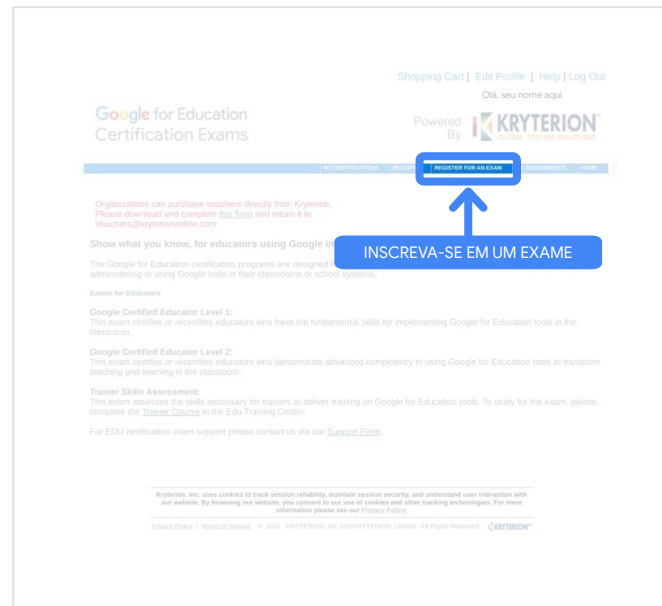 Shopping Cart | Edit Profile | Help | Log Out
Olá, seu nome aqui
Google for Education
Certification Exams
Powered
By
KRYTERION™
GLOBAL TESTING SOLUTIONS
MY CERTIFICATIONS | RECEIPT | REGISTER FOR AN EXAM | ASSESSMENTS | HOME
Organizations can purchase vouchers directly from Kryterion.
Please download and complete this form and return it to
Vouchers@kryteriononline.com .
Show what you know, for educators using Google in
INSCREVA-SE EM UM EXAME
The Google for Education certification programs are designed
administering or using Google tools in their classrooms or school systems.
Exams for Educators
Google Certified Educator Level 1:
This exam certifies or recertifies educators who have the fundamental skills for implementing Google for Education tools in the
classroom.
Google Certified Educator Level 2:
This exam certifies or recertifies educators who demonstrate advanced competency in using Google for Education tools to transform
teaching and learning in the classroom.
Trainer Skills Assessment:
This exam assesses the skills necessary for trainers to deliver training on Google for Education tools. To study for the exam, please
complete the Trainer Course in the Edu Training Center.
For EDU certification exam support please contact us via our Support Form
Kryterion, Inc. uses cookies to track session reliability, maintain session security, and understand user interaction with
our website. By browsing our website, you consent to our use of cookies and other tracking technologies. For more
information please see our Privacy Policy.
Privacy Policy | Terms of Service © 2021 KRYTERION, Inc. and KRYTERION, Limited - All Rights Reserved. KRYTERION™